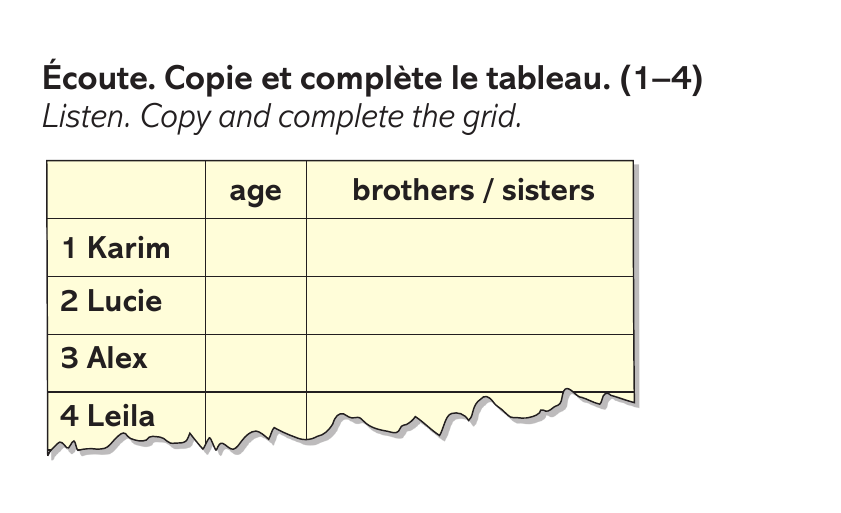 Écoute. Copie et complète le tableau. (1–4)
Listen. Copy and complete the grid.
age brothers / sisters
1 Karim
2 Lucie
3 Alex
4 Leila